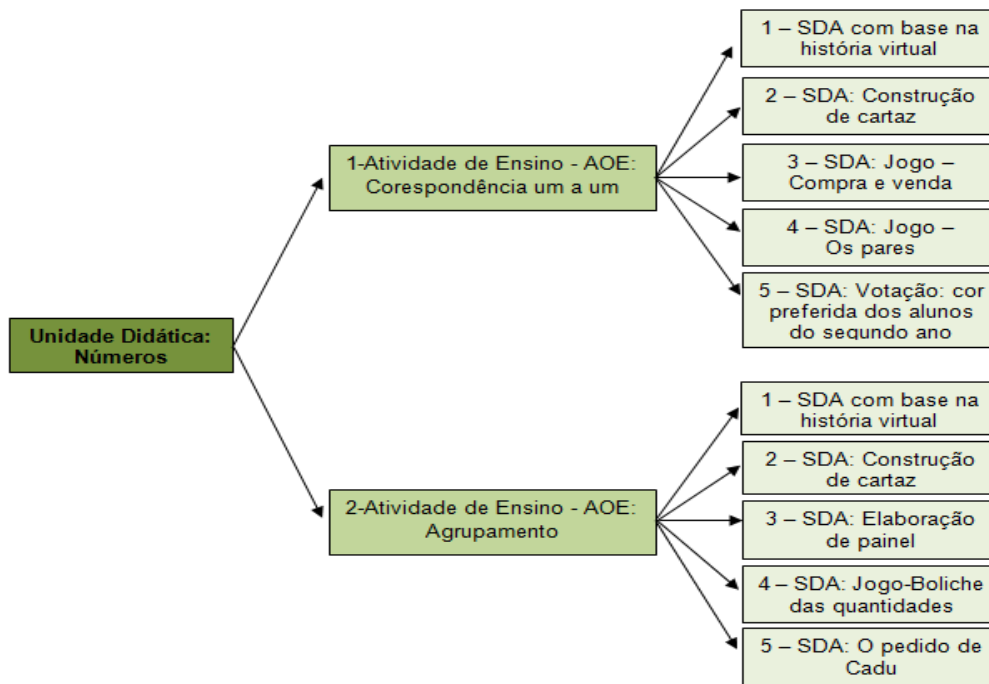 1 – SDA com base na
história virtual
2 – SDA: Construção
de cartaz
1-Atividade de Ensino - AOE:
Corespondência um a um
3 – SDA: Jogo –
Compra e venda
4 – SDA: Jogo –
Os pares
5 – SDA: Votação: cor
preferida dos alunos
do segundo ano
Unidade Didática:
Números
1 – SDA com base na
história virtual
2 – SDA: Construção
de cartaz
2-Atividade de Ensino - AOE:
Agrupamento
3 – SDA: Elaboração
de painel
4 – SDA: Jogo-Boliche
das quantidades
5 – SDA: O pedido de
Cadu